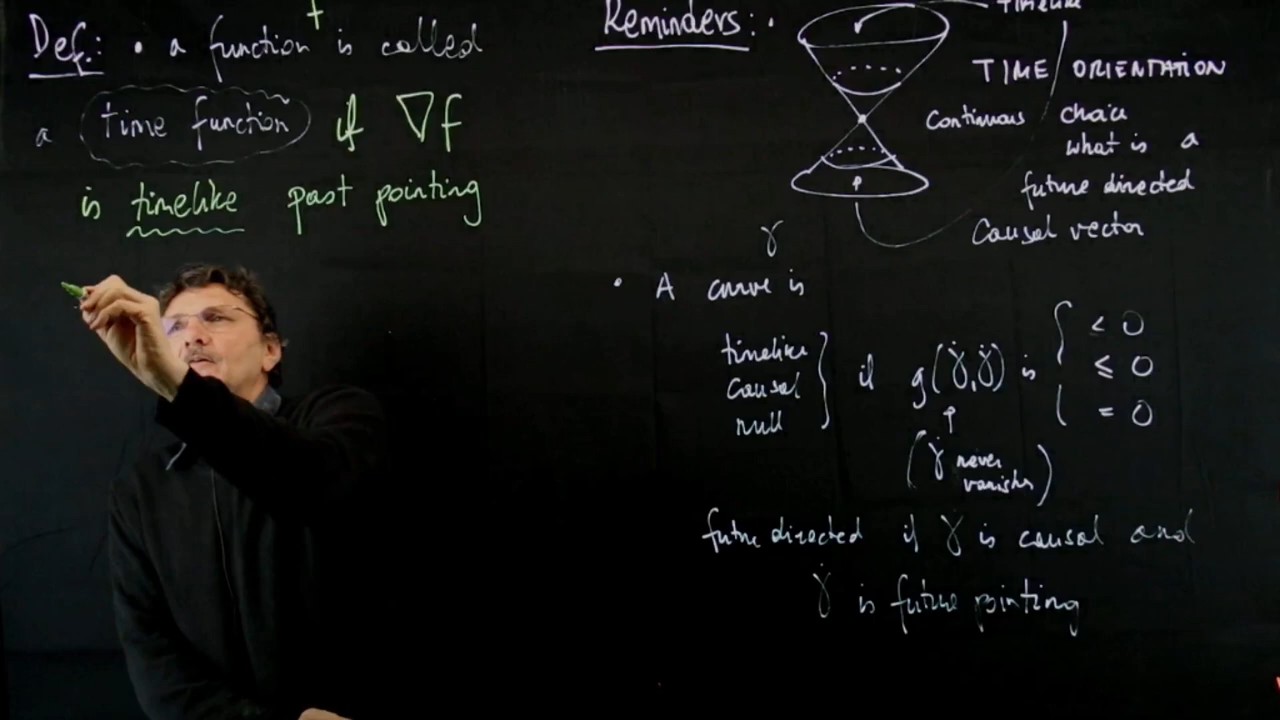 Def: • a function f is called
a time function if ∇f
is timelike past pointing
Reminders: •
timelike
TIME ORIENTATION
Continuous choice
what is a
future directed
causal vector
γ
• A curve is
timelike
causal
null
if g(γ̇,γ̇) is
< 0
≤ 0
= 0
(γ̇ never
vanishes)
future directed if γ is causal and
γ̇ is future pointing